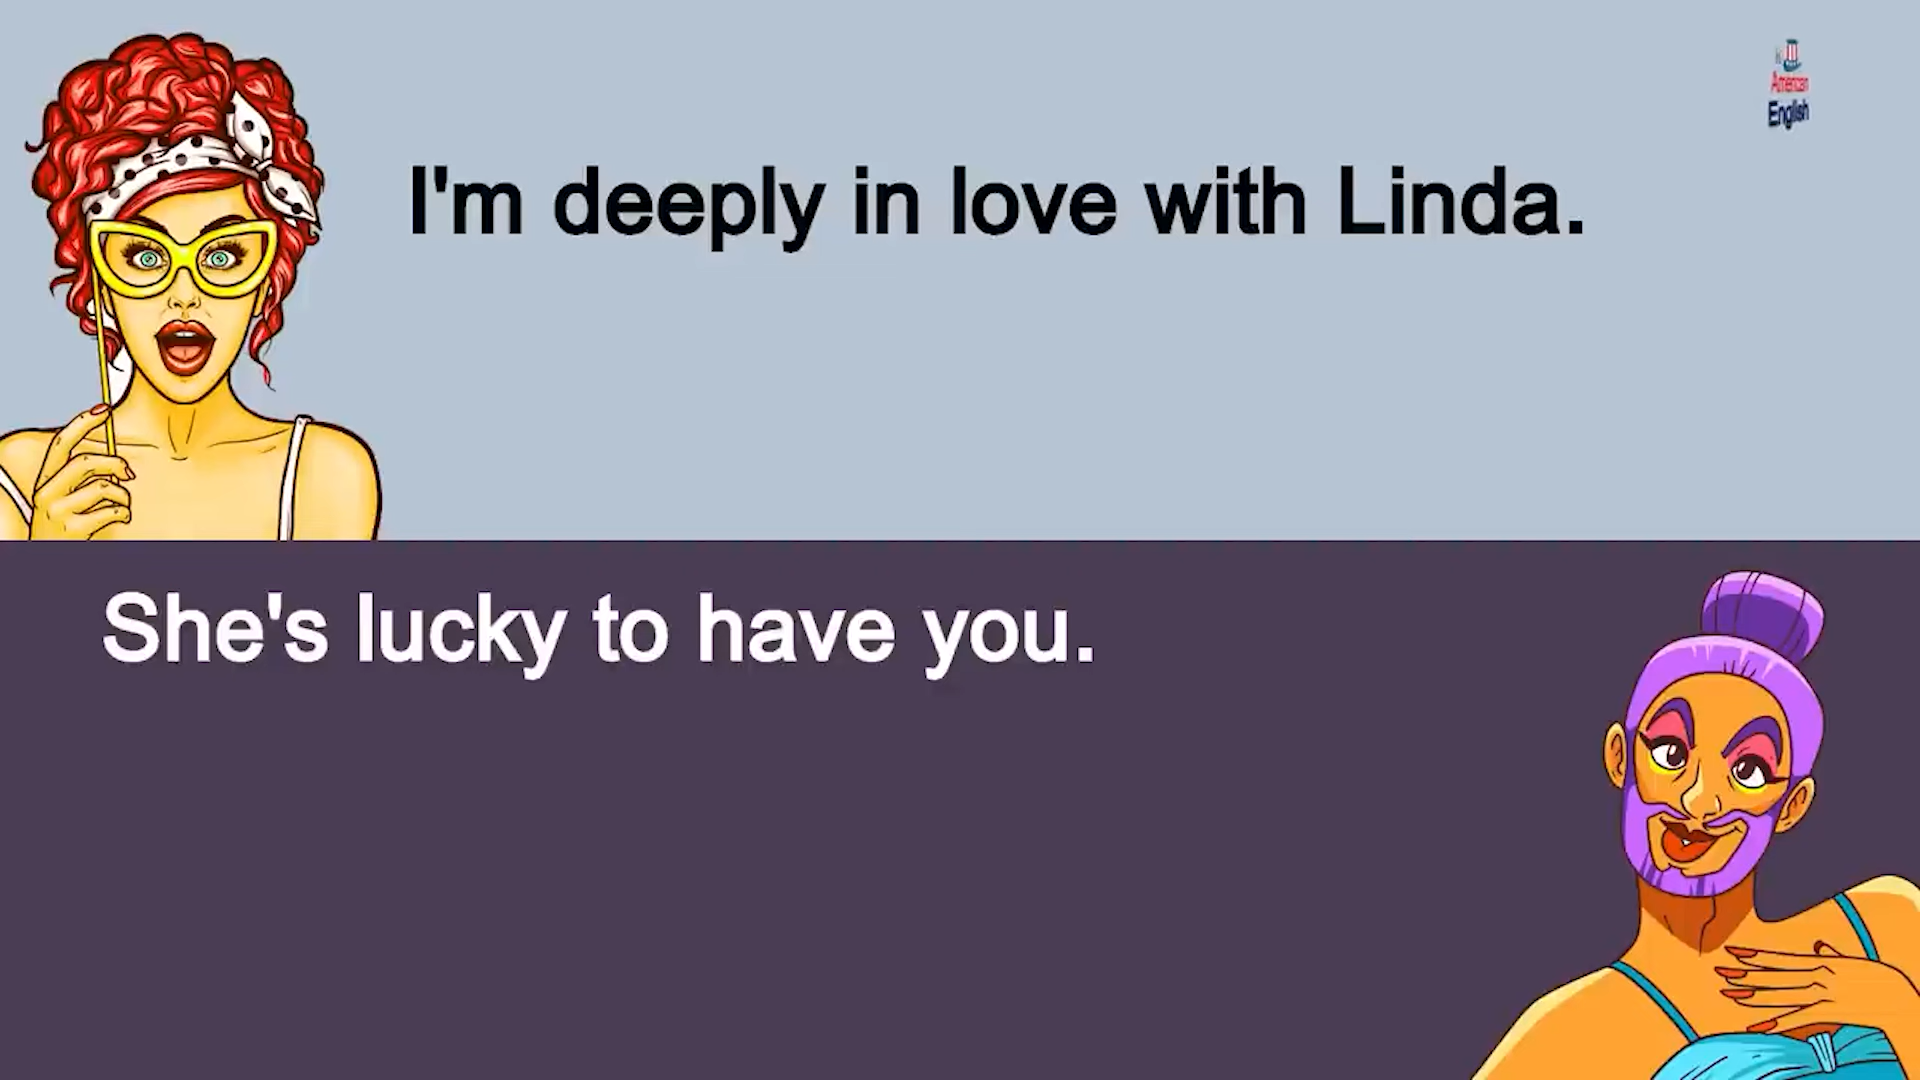 American
English
I'm deeply in love with Linda.
She's lucky to have you.